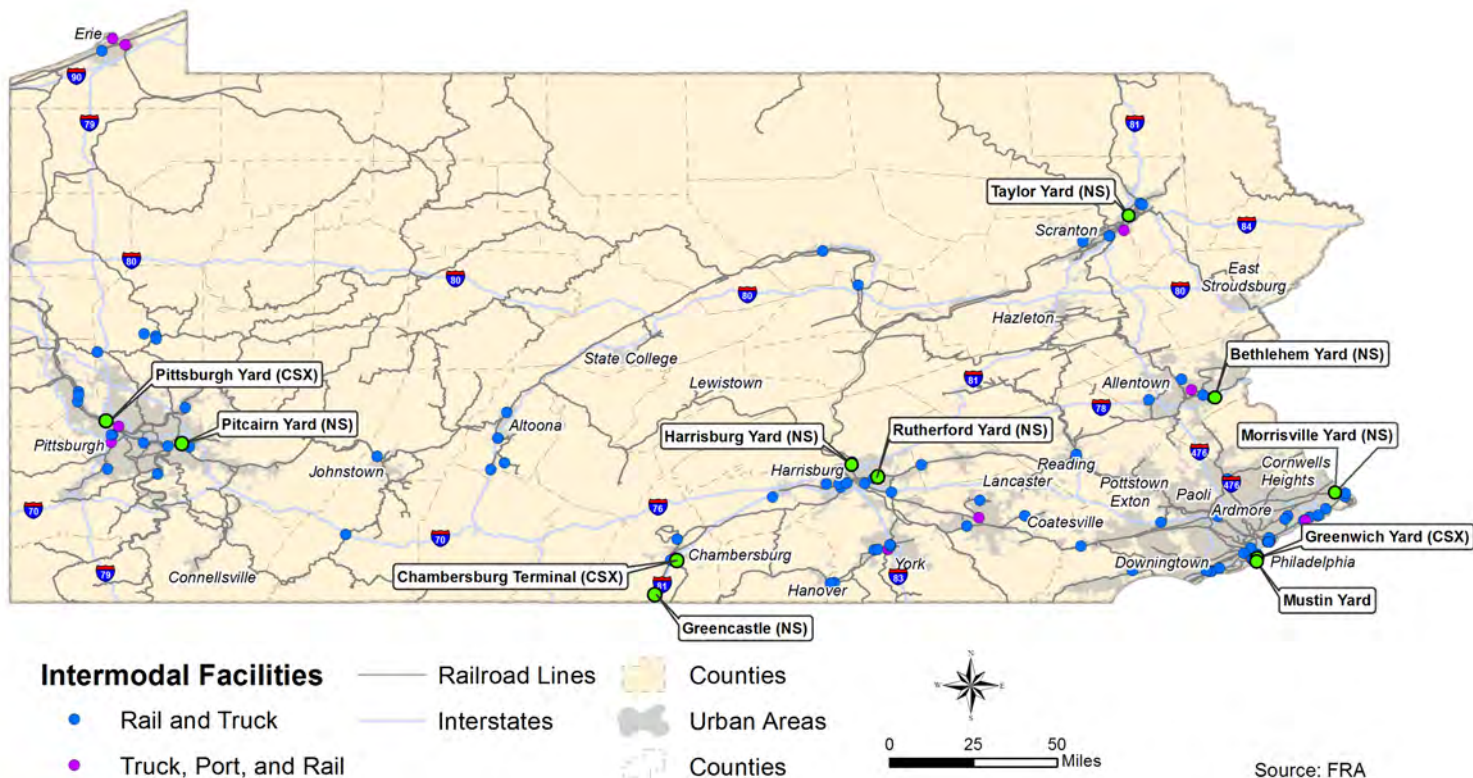 Erie
90
79
81
Taylor Yard (NS)
Scranton
84
80
80
80
80
East
Stroudsburg
Hazleton
State College
Bethlehem Yard (NS)
Pittsburgh Yard (CSX)
Lewistown
81
Allentown
78
Pitcairn Yard (NS)
Altoona
Harrisburg Yard (NS)
Rutherford Yard (NS)
Morrisville Yard (NS)
Pittsburgh
476
Johnstown
Harrisburg
Reading
Cornwells
Heights
Lancaster
Pottstown
476
Exton
Paoli
70
76
Ardmore
Coatesville
70
Greenwich Yard (CSX)
Chambersburg
Connellsville
79
Chambersburg Terminal (CSX)
York
Downingtown
Philadelphia
81
83
Hanover
Mustin Yard
Greencastle (NS)
Intermodal Facilities
Railroad Lines
Counties
N
W
E
S
Rail and Truck
Interstates
Urban Areas
0
25
50
Miles
Truck, Port, and Rail
Counties
Source: FRA